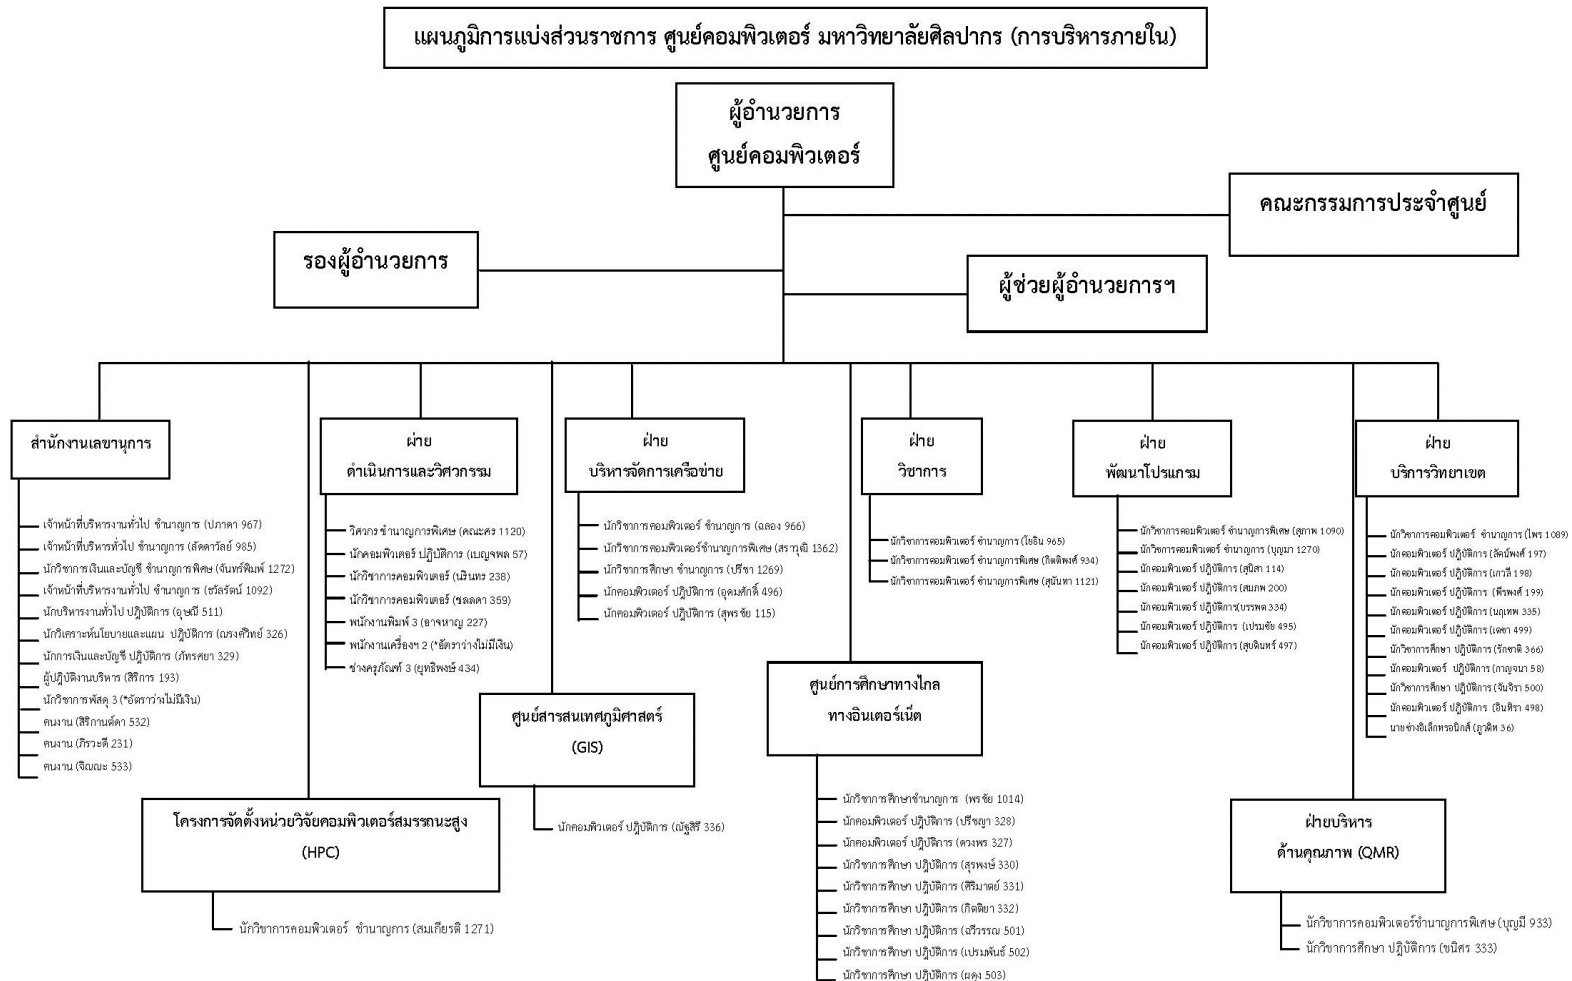 แผนภูมิการแบ่งส่วนราชการ ศูนย์คอมพิวเตอร์ มหาวิทยาลัยศิลปากร (การบริหารภายใน)
ผู้อำนวยการ
ศูนย์คอมพิวเตอร์
คณะกรรมการประจำศูนย์
รองผู้อำนวยการ
ผู้ช่วยผู้อำนวยการฯ
สำนักงานเลขานุการ
เจ้าหน้าที่บริหารงานทั่วไป ชำนาญการ (ปภาดา 967)
เจ้าหน้าที่บริหารทั่วไป ชำนาญการ (ลัดดาวัลย์ 985)
นักวิชาการเงินและบัญชี ชำนาญการพิเศษ (จันทร์พิมพ์ 1272)
เจ้าหน้าที่บริหารงานทั่วไป ชำนาญการ (ธวัลรัตน์ 1092)
นักบริหารงานทั่วไป ปฏิบัติการ (อุษณี 511)
นักวิเคราะห์นโยบายและแผน ปฏิบัติการ (ณรงค์วิทย์ 326)
นักการเงินและบัญชี ปฏิบัติการ (ภัทรศยา 329)
ผู้ปฏิบัติงานบริหาร (สิริการ 193)
นักวิชาการพัสดุ 3 (*อัตราว่างไม่มีเงิน)
คนงาน (สิริกานต์ดา 532)
คนงาน (ภิรวะดี 231)
คนงาน (จิณณะ 533)
โครงการจัดตั้งหน่วยวิจัยคอมพิวเตอร์สมรรถนะสูง
(HPC)
นักวิชาการคอมพิวเตอร์ ชำนาญการ (สมเกียรติ 1271)
ฝ่าย
ดำเนินการและวิศวกรรม
วิศวกร ชำนาญการพิเศษ (คณะศร 1120)
นักคอมพิวเตอร์ ปฏิบัติการ (เบญจพล 57)
นักวิชาการคอมพิวเตอร์ (นรินทร 238)
นักวิชาการคอมพิวเตอร์ (ชลลดา 359)
พนักงานพิมพ์ 3 (อาจหาญ 227)
พนักงานเครื่องฯ 2 (*อัตราว่างไม่มีเงิน)
ช่างครุภัณฑ์ 3 (ยุทธิพงษ์ 434)
ศูนย์สารสนเทศภูมิศาสตร์
(GIS)
นักคอมพิวเตอร์ ปฏิบัติการ (ณัฐสิรี 336)
ฝ่าย
บริหารจัดการเครือข่าย
นักวิชาการคอมพิวเตอร์ ชำนาญการ (ฉลอง 966)
นักวิชาการคอมพิวเตอร์ชำนาญการพิเศษ (สราวุฒิ 1362)
นักวิชาการศึกษา ชำนาญการ (ปรีชา 1269)
นักคอมพิวเตอร์ ปฏิบัติการ (อุดมศักดิ์ 496)
นักคอมพิวเตอร์ ปฏิบัติการ (สุพรชัย 115)
ศูนย์การศึกษาทางไกล
ทางอินเตอร์เน็ต
นักวิชาการศึกษาชำนาญการ (พรชัย 1014)
นักคอมพิวเตอร์ ปฏิบัติการ (ปรีชญา 328)
นักคอมพิวเตอร์ ปฏิบัติการ (ดวงพร 327)
นักวิชาการศึกษา ปฏิบัติการ (สุรพงษ์ 330)
นักวิชาการศึกษา ปฏิบัติการ (ศิริมาตย์ 331)
นักวิชาการศึกษา ปฏิบัติการ (กิตติยา 332)
นักวิชาการศึกษา ปฏิบัติการ (ฉวีวรรณ 501)
นักวิชาการศึกษา ปฏิบัติการ (เปรมพันธ์ 502)
นักวิชาการศึกษา ปฏิบัติการ (ผดุง 503)
ฝ่าย
วิชาการ
นักวิชาการคอมพิวเตอร์ ชำนาญการ (โยธิน 965)
นักวิชาการคอมพิวเตอร์ ชำนาญการพิเศษ (กิตติพงศ์ 934)
นักวิชาการคอมพิวเตอร์ ชำนาญการพิเศษ (สุนันทา 1121)
ฝ่าย
พัฒนาโปรแกรม
นักวิชาการคอมพิวเตอร์ ชำนาญการพิเศษ (สุภาพ 1090)
นักวิชาการคอมพิวเตอร์ ชำนาญการ (บุญมา 1270)
นักคอมพิวเตอร์ ปฏิบัติการ (สุนิสา 114)
นักคอมพิวเตอร์ ปฏิบัติการ (สมภพ 200)
นักคอมพิวเตอร์ ปฏิบัติการ(บรรพต 334)
นักคอมพิวเตอร์ ปฏิบัติการ (เปรมชัย 495)
นักคอมพิวเตอร์ ปฏิบัติการ (สุบดินทร์ 497)
ฝ่าย
บริการวิทยาเขต
นักวิชาการคอมพิวเตอร์ ชำนาญการ (ไพร 1089)
นักคอมพิวเตอร์ ปฏิบัติการ (ลัคน์พงศ์ 197)
นักคอมพิวเตอร์ ปฏิบัติการ (เกวลี 198)
นักคอมพิวเตอร์ ปฏิบัติการ (พีรพงศ์ 199)
นักคอมพิวเตอร์ ปฏิบัติการ (นฤเทพ 335)
นักคอมพิวเตอร์ ปฏิบัติการ (เดชา 499)
นักวิชาการศึกษา ปฏิบัติการ (รักชาติ 366)
นักคอมพิวเตอร์ ปฏิบัติการ (กาญจนา 58)
นักวิชาการศึกษา ปฏิบัติการ (จันจิรา 500)
นักคอมพิวเตอร์ ปฏิบัติการ (อินทิรา 498)
นายช่างอิเล็กทรอนิกส์ (ภูวดิท 36)
ฝ่ายบริหาร
ด้านคุณภาพ (QMR)
นักวิชาการคอมพิวเตอร์ชำนาญการพิเศษ (บุญมี 933)
นักวิชาการศึกษา ปฏิบัติการ (ขนิศร 333)